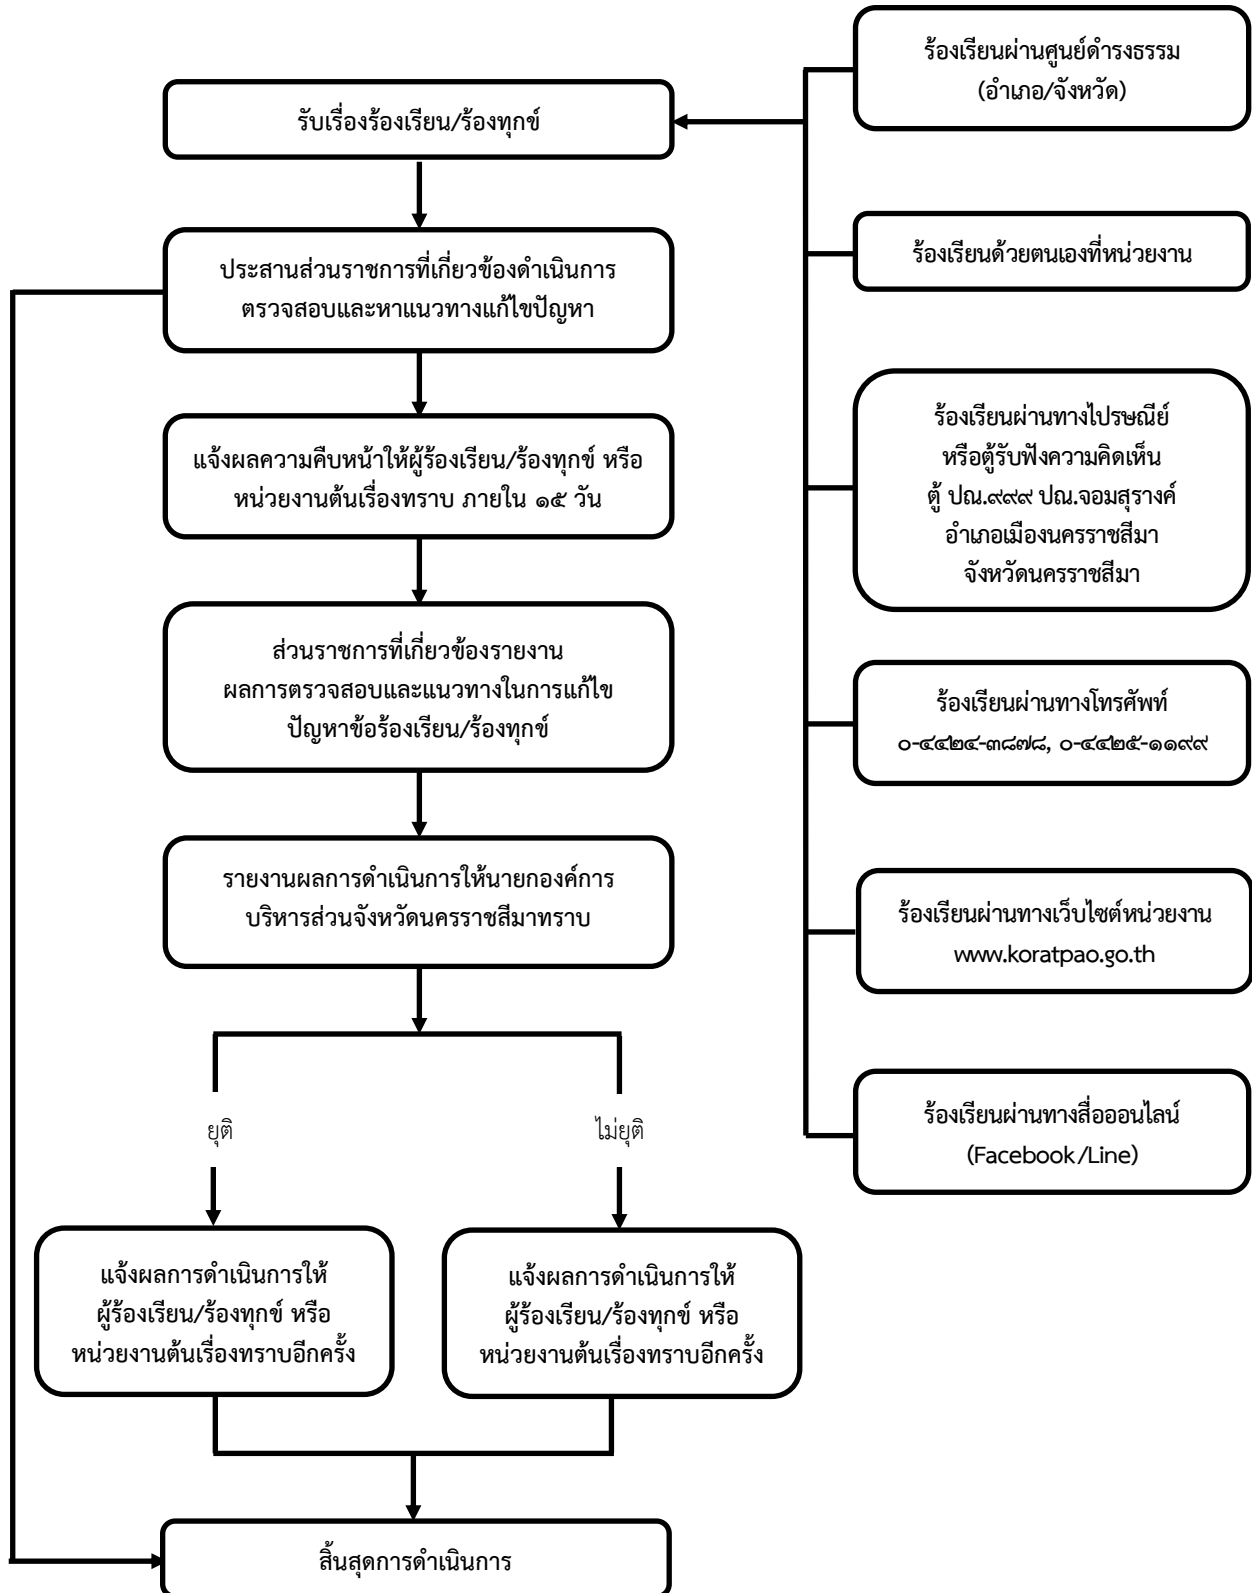 รับเรื่องร้องเรียน/ร้องทุกข์
ประสานส่วนราชการที่เกี่ยวข้องดำเนินการ
ตรวจสอบและหาแนวทางแก้ไขปัญหา
แจ้งผลความคืบหน้าให้ผู้ร้องเรียน/ร้องทุกข์ หรือ
หน่วยงานต้นเรื่องทราบ ภายใน ๑๕ วัน
ส่วนราชการที่เกี่ยวข้องรายงาน
ผลการตรวจสอบและแนวทางในการแก้ไข
ปัญหาข้อร้องเรียน/ร้องทุกข์
รายงานผลการดำเนินการให้นายกองค์การ
บริหารส่วนจังหวัดนครราชสีมาทราบ
ยุติ
ไม่ยุติ
แจ้งผลการดำเนินการให้
ผู้ร้องเรียน/ร้องทุกข์ หรือ
หน่วยงานต้นเรื่องทราบอีกครั้ง
แจ้งผลการดำเนินการให้
ผู้ร้องเรียน/ร้องทุกข์ หรือ
หน่วยงานต้นเรื่องทราบอีกครั้ง
สิ้นสุดการดำเนินการ
ร้องเรียนผ่านศูนย์ดำรงธรรม
(อำเภอ/จังหวัด)
ร้องเรียนด้วยตนเองที่หน่วยงาน
ร้องเรียนผ่านทางไปรษณีย์
หรือตู้รับฟังความคิดเห็น
ตู้ ปณ.๙๙๙ ปณ.จอมสุรางค์
อำเภอเมืองนครราชสีมา
จังหวัดนครราชสีมา
ร้องเรียนผ่านทางโทรศัพท์
๐-๔๔๒๔-๓๘๗๘, ๐-๔๔๒๕-๑๑๙๙
ร้องเรียนผ่านทางเว็บไซต์หน่วยงาน
www.koratpao.go.th
ร้องเรียนผ่านทางสื่อออนไลน์
(Facebook/Line)